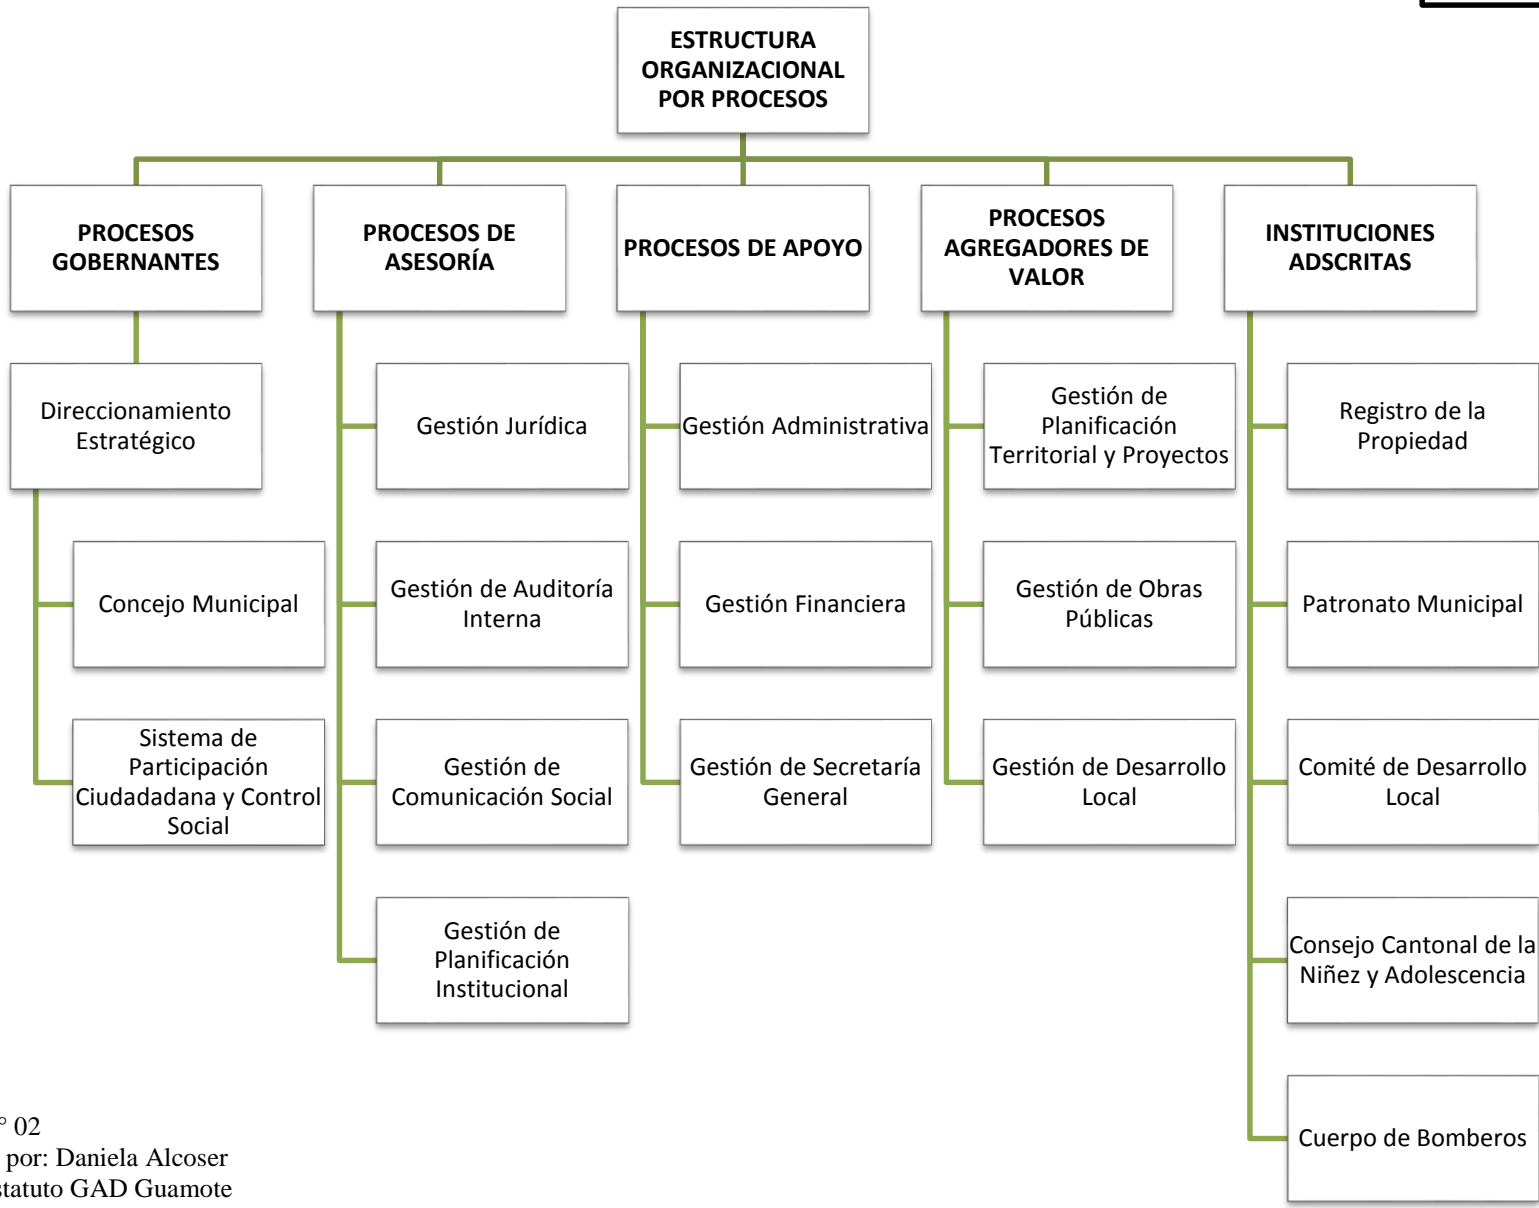 ESTRUCTURA
ORGANIZACIONAL
POR PROCESOS
PROCESOS
GOBERNANTES
Direccionamiento
Estratégico
Concejo Municipal
Sistema de
Participación
Ciudadadana y Control
Social
PROCESOS DE
ASESORÍA
Gestión Jurídica
Gestión de Auditoría
Interna
Gestión de
Comunicación Social
Gestión de
Planificación
Institucional
PROCESOS DE APOYO
Gestión Administrativa
Gestión Financiera
Gestión de Secretaría
General
PROCESOS
AGREGADORES DE
VALOR
Gestión de
Planificación
Territorial y Proyectos
Gestión de Obras
Públicas
Gestión de Desarrollo
Local
INSTITUCIONES
ADSCRITAS
Registro de la
Propiedad
Patronato Municipal
Comité de Desarrollo
Local
Consejo Cantonal de la
Niñez y Adolescencia
Cuerpo de Bomberos
° 02
por: Daniela Alcoser
statuto GAD Guamote